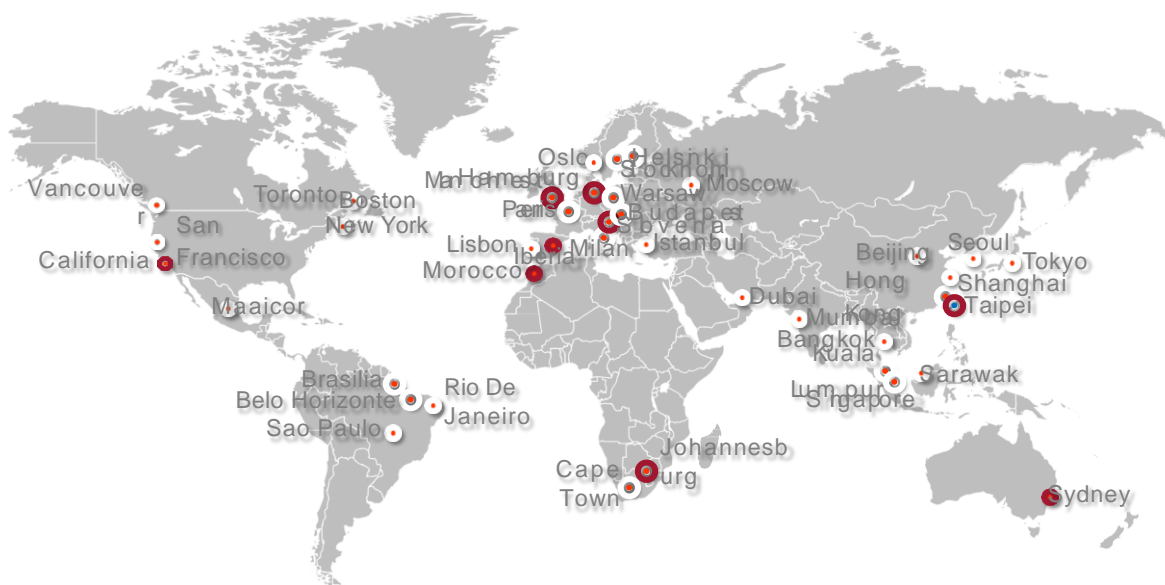 Oslo
Helsinki
Stockholm
Hamburg
Moscow
Vancouve
r
Toronto
Boston
Warsaw
Paris
Budapest
San
Francisco
New York
Lisbon
Milan
Istanbul
Iberia
California
Morocco
Beijing
Seoul
Tokyo
Hong
Kong
Shanghai
Taipei
Maaicor
Dubai
Mumbai
Bangkok
Kuala
Lumpur
Sarawak
Singapore
Brasilia
Belo Horizonte
Rio De
Janeiro
Sao Paulo
Johannesb
urg
Cape
Town
Sydney